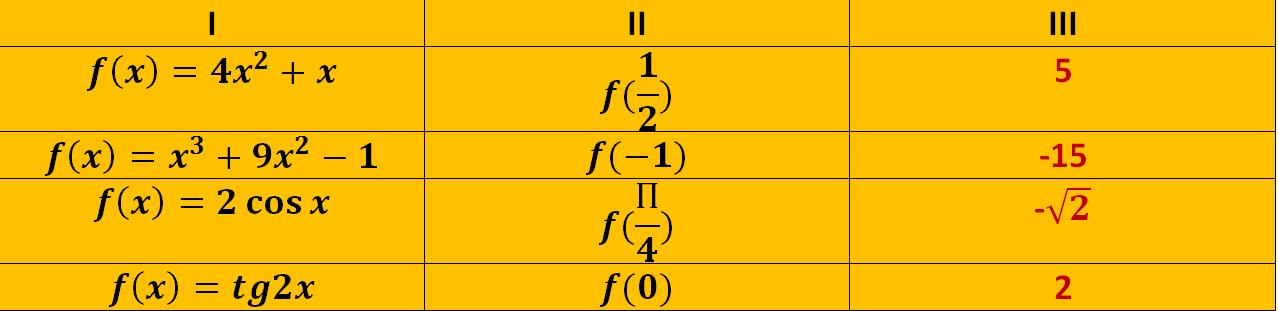 I II III
f(x) = 4x² + x f(1/2) 5
f(x) = x³ + 9x² − 1 f(−1) -15
f(x) = 2 cos x f(∏/4) -√2
f(x) = tg2x f(0) 2